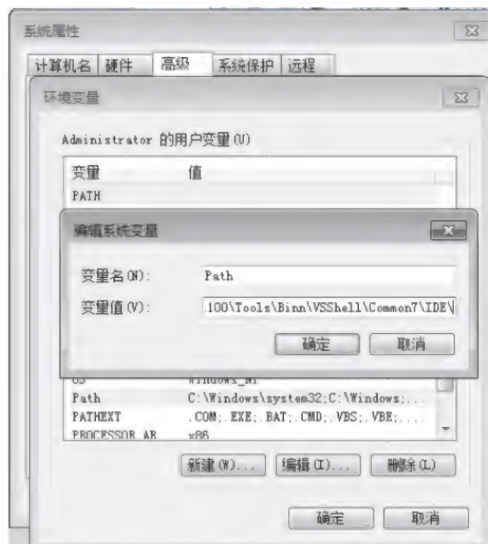 系统属性
计算机名 硬件 高级 系统保护 远程
环境变量
Administrator 的用户变量(U)
变量 值
PATH
编辑系统变量
变量名(N): Path
变量值(V): .100\Tools\Binn\VSShell\Common7\IDE\
OS Windows_NT
Path C:\Windows\system32;C:\Windows;...
PATHEXT .COM;.EXE;.BAT;.CMD;.VBS;.VBE;....
PROCESSOR_AR x86
新建(W)... 编辑(I)... 删除(L)
确定 取消
确定 取消